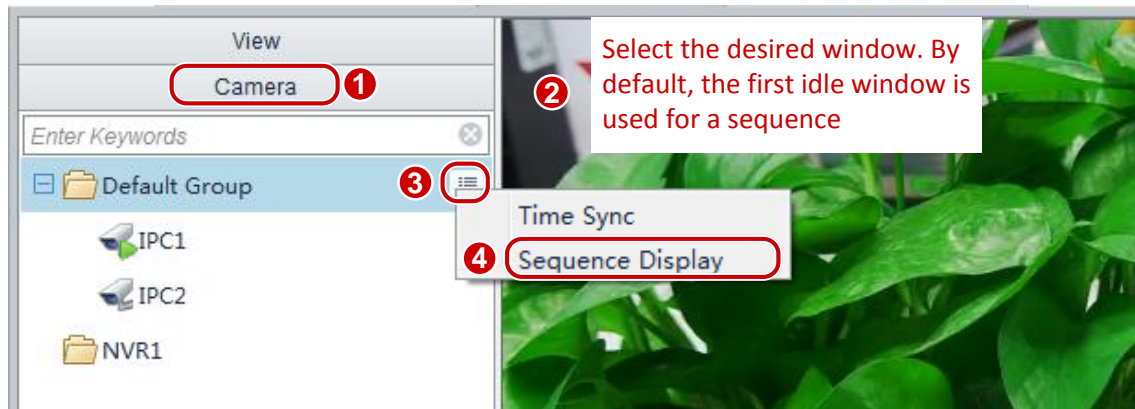 View
Camera
1
Enter Keywords
Default Group
3
IPC1
IPC2
NVR1
2
Select the desired window. By
default, the first idle window is
used for a sequence
Time Sync
4
Sequence Display